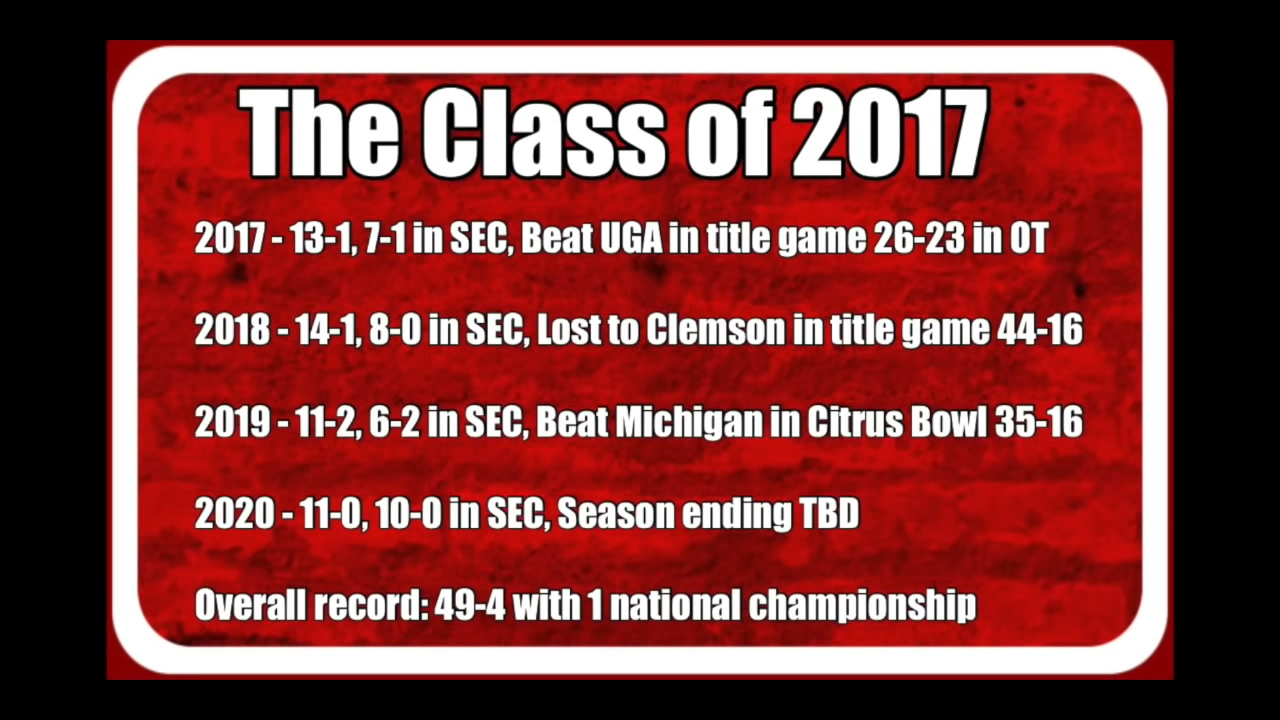 The Class of 2017
2017 - 13-1, 7-1 in SEC, Beat UGA in title game 26-23 in OT
2018 - 14-1, 8-0 in SEC, Lost to Clemson in title game 44-16
2019 - 11-2, 6-2 in SEC, Beat Michigan in Citrus Bowl 35-16
2020 - 11-0, 10-0 in SEC, Season ending TBD
Overall record: 49-4 with 1 national championship